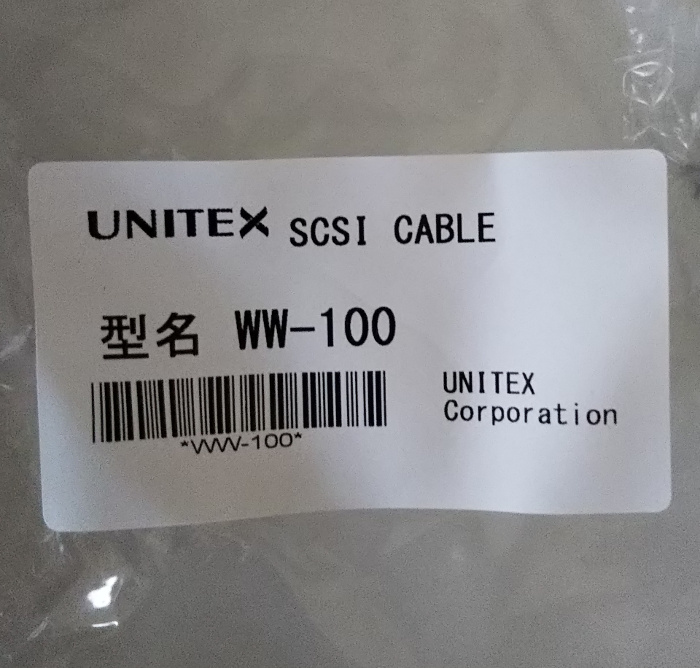 UNITEX SCSI CABLE
型名 WW-100
*WW-100*
UNITEX
Corporation